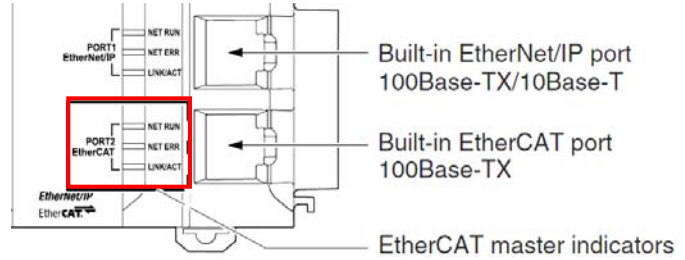 PORT1
EtherNet/IP
NET RUN
NET ERR
LINK/ACT
Built-in EtherNet/IP port
100Base-TX/10Base-T
PORT2
EtherCAT
NET RUN
NET ERR
LINK/ACT
Built-in EtherCAT port
100Base-TX
EtherNet/IP
EtherCAT
EtherCAT master indicators